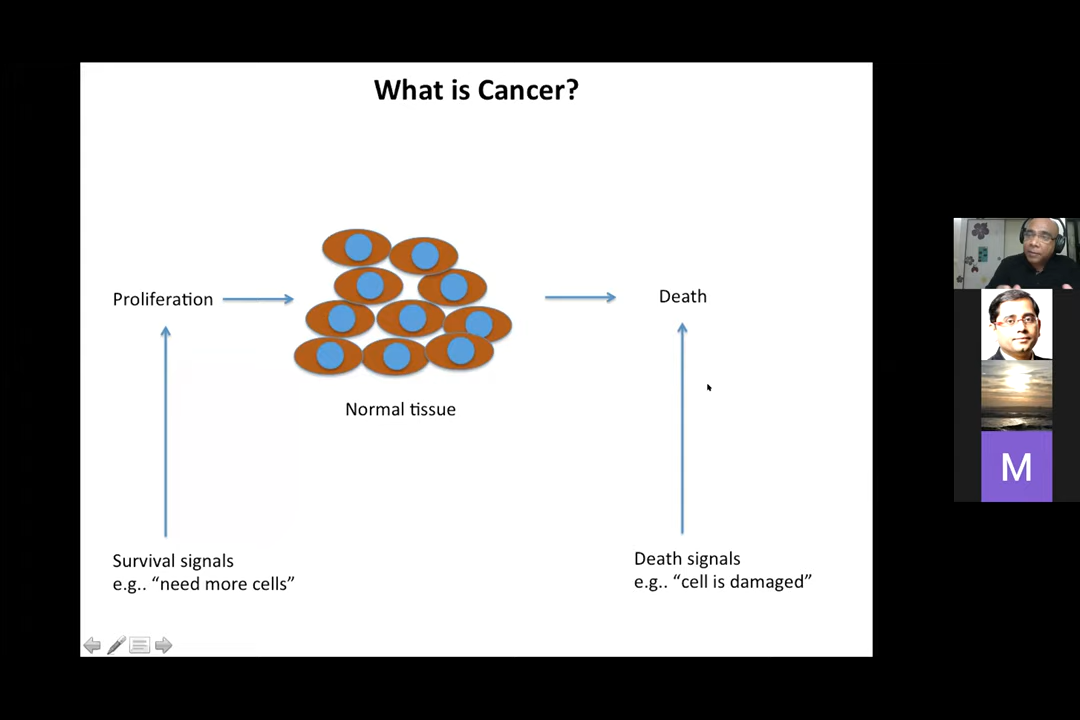 What is Cancer?
Proliferation
Death
Normal tissue
Survival signals
e.g.. “need more cells”
Death signals
e.g.. “cell is damaged”
M